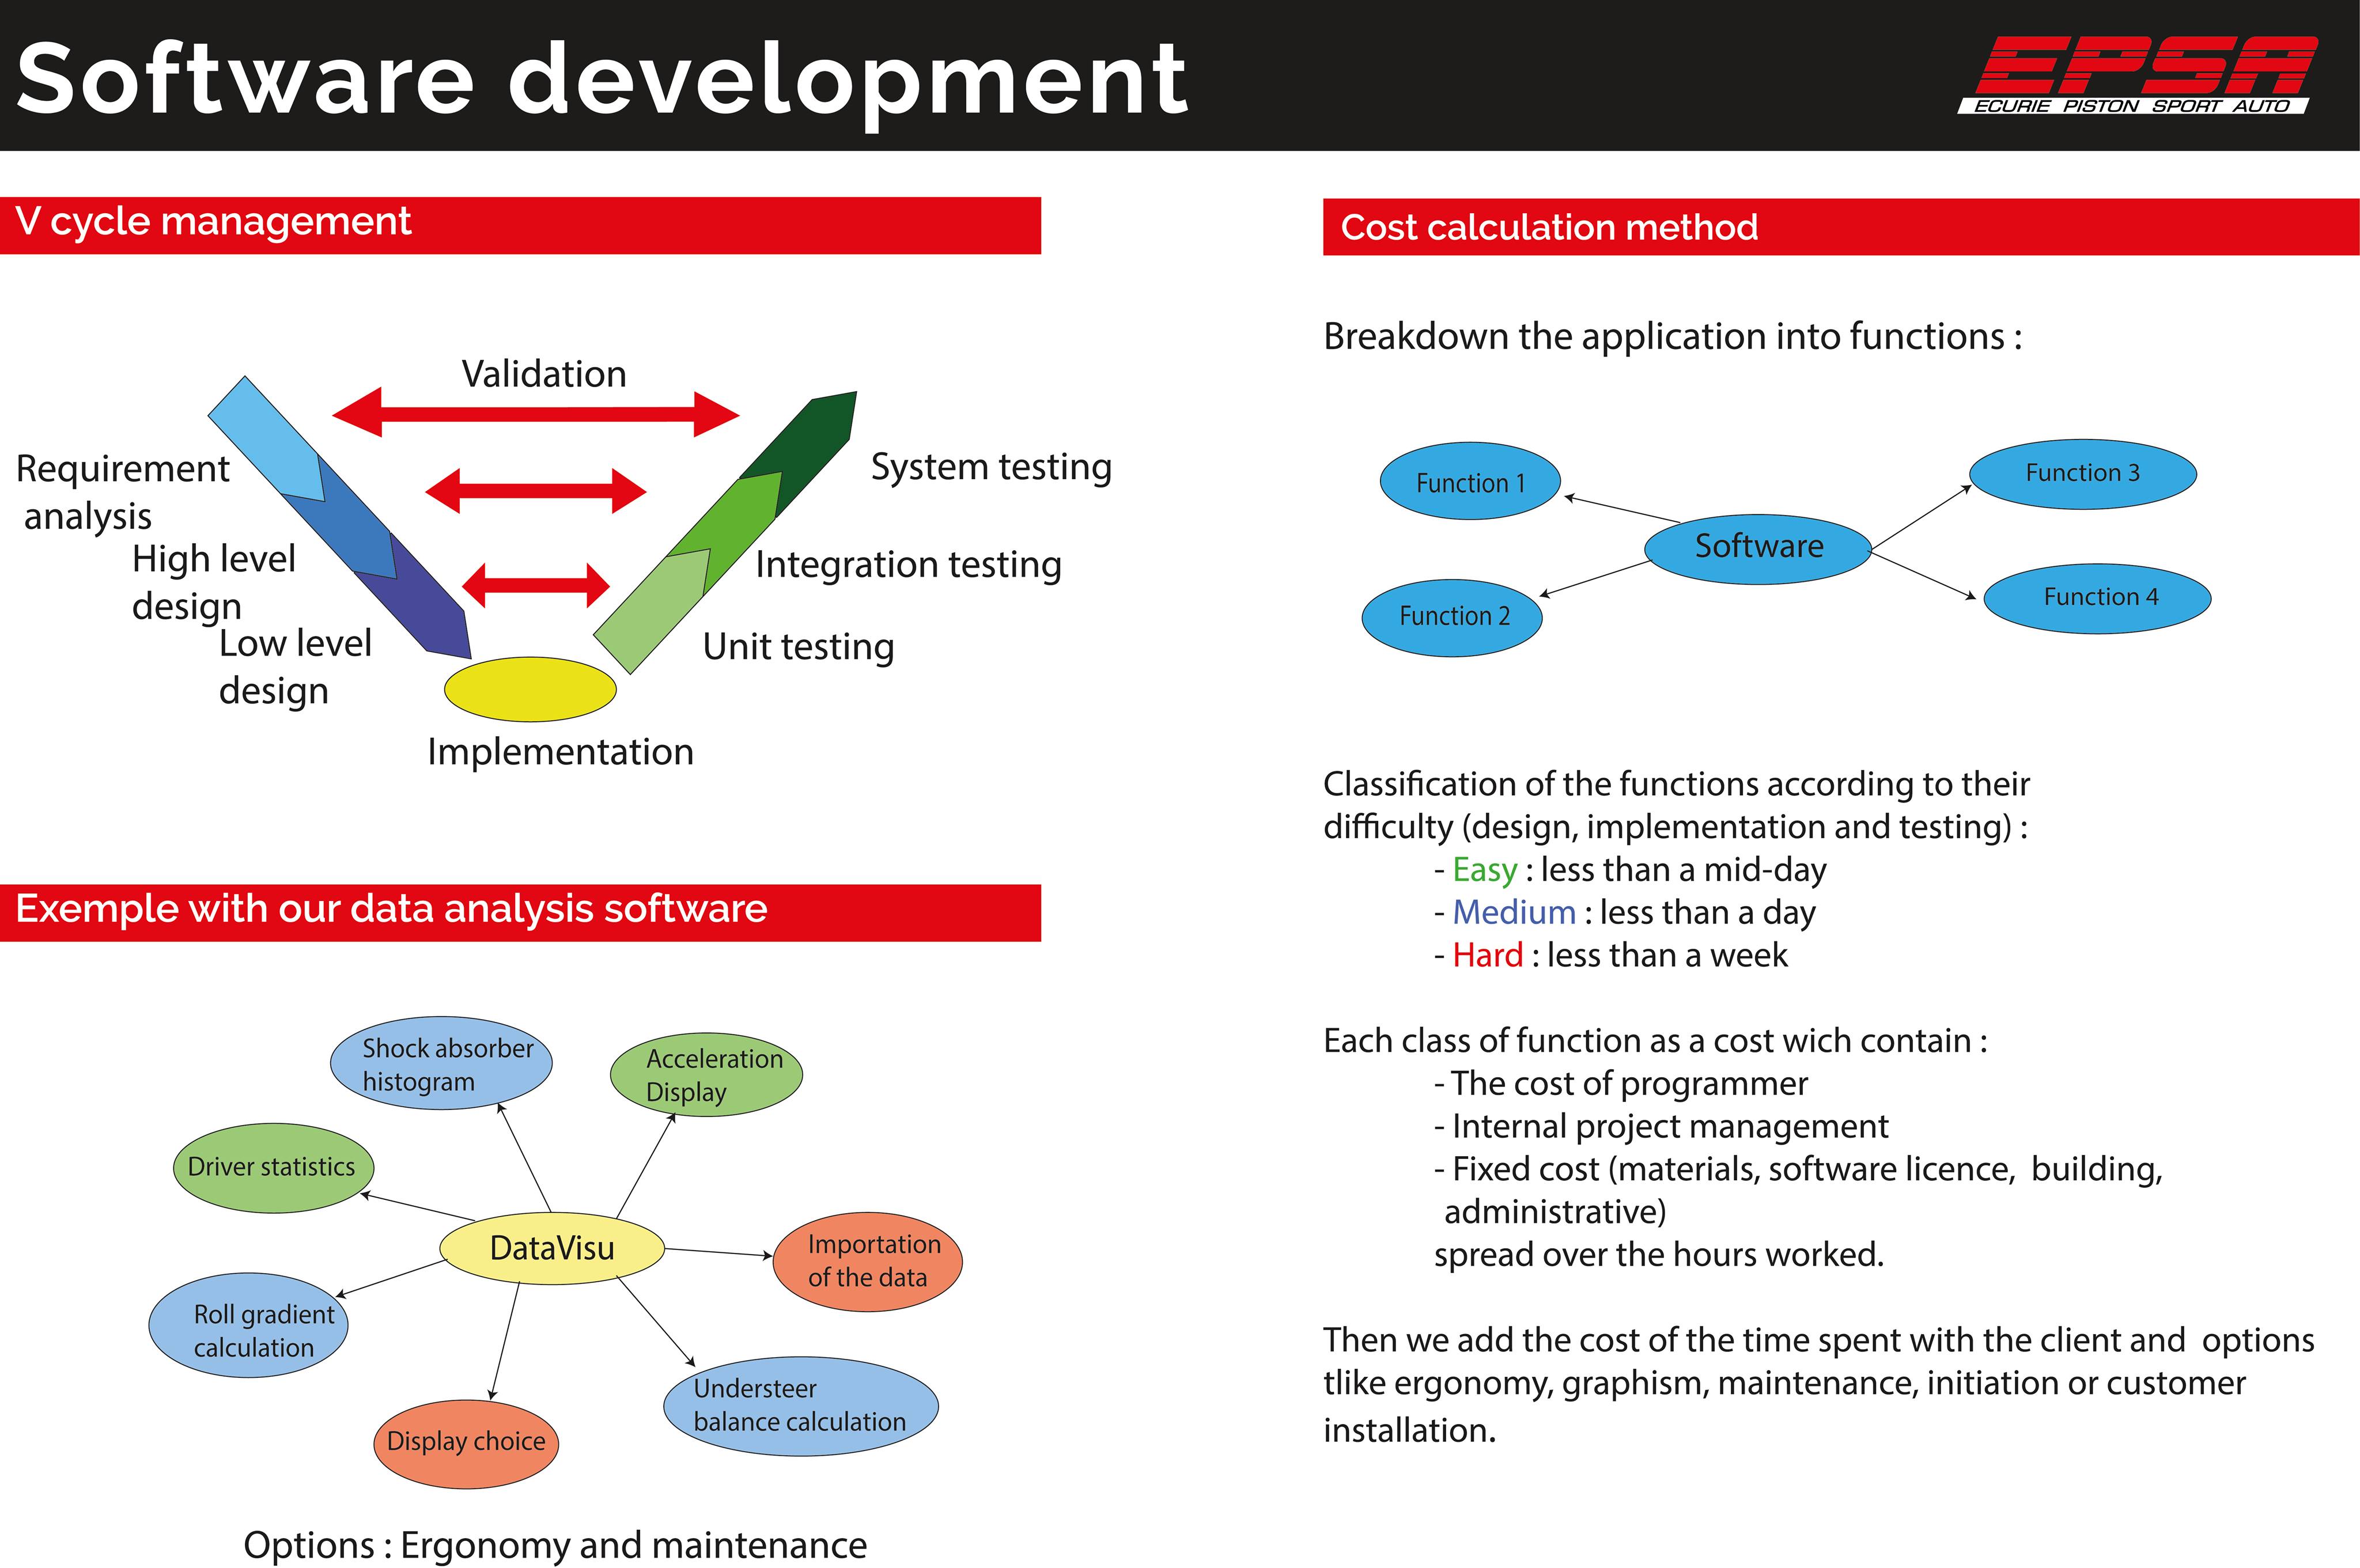 Software development
EPSA
ECURIE PISTON SPORT AUTO
V cycle management
Validation
Requirement
analysis
High level
design
Low level
design
Implementation
System testing
Integration testing
Unit testing
Exemple with our data analysis software
Shock absorber
histogram
Acceleration
Display
Driver statistics
DataVisu
Importation
of the data
Roll gradient
calculation
Understeer
balance calculation
Display choice
Options : Ergonomy and maintenance
Cost calculation method
Breakdown the application into functions :
Function 1
Function 3
Software
Function 2
Function 4
Classification of the functions according to their
difficulty (design, implementation and testing) :
- Easy : less than a mid-day
- Medium : less than a day
- Hard : less than a week
Each class of function as a cost wich contain :
- The cost of programmer
- Internal project management
- Fixed cost (materials, software licence, building,
administrative)
spread over the hours worked.
Then we add the cost of the time spent with the client and options
tlike ergonomy, graphism, maintenance, initiation or customer
installation.